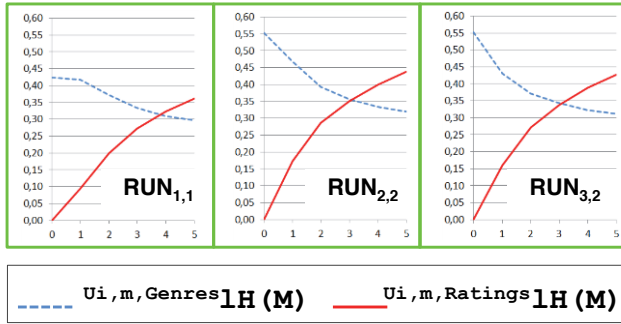 0,60 0,60 0,60
0,55 0,55 0,55
0,50 0,50 0,50
0,45 0,45 0,45
0,40 0,40 0,40
0,35 0,35 0,35
0,30 0,30 0,30
0,25 0,25 0,25
0,20 0,20 0,20
0,15 0,15 0,15
0,10 0,10 0,10
0,05 0,05 0,05
0,00 0,00 0,00
RUN1,1 RUN2,2 RUN3,2
0 1 2 3 4 5 0 1 2 3 4 5 0 1 2 3 4 5
Ui,m,Genres lH(M) Ui,m,Ratings lH(M)